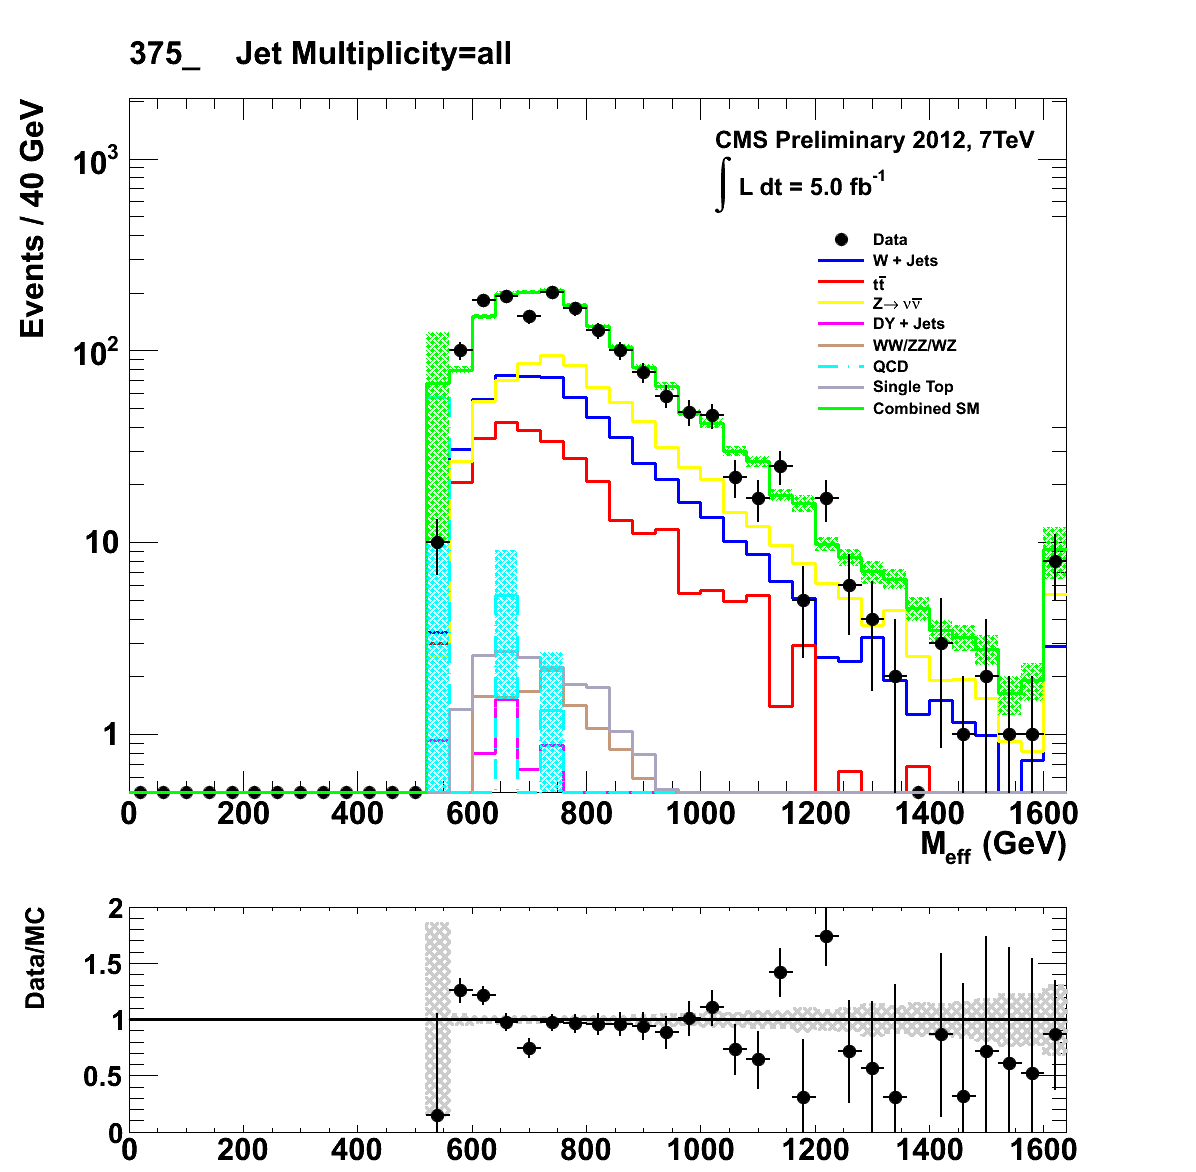 375_ Jet Multiplicity=all
Events / 40 GeV
10³
10²
10
1
CMS Preliminary 2012, 7TeV
∫ L dt = 5.0 fb⁻¹
Data
W + Jets
tt̅
Z→ νν̅
DY + Jets
WW/ZZ/WZ
QCD
Single Top
Combined SM
0 200 400 600 800 1000 1200 1400 1600
M_eff (GeV)
Data/MC
2
1.5
1
0.5
0
0 200 400 600 800 1000 1200 1400 1600